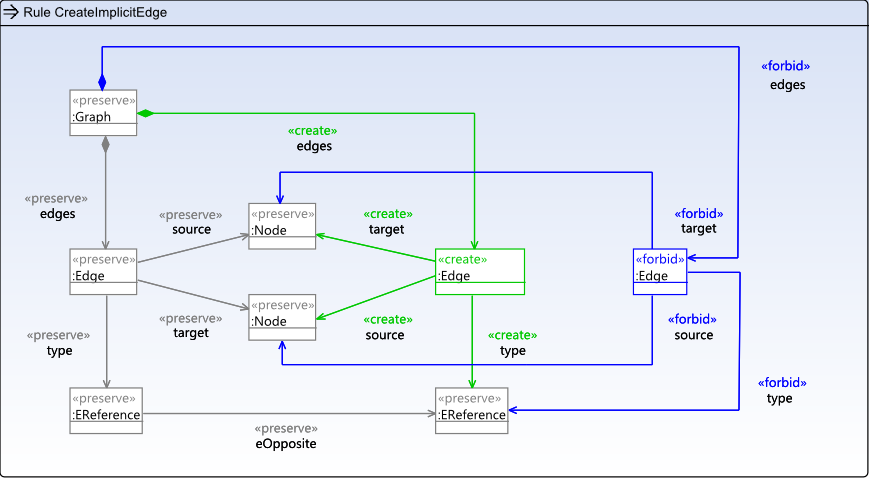 Rule CreateImplicitEdge
«forbid»
edges
«preserve»
:Graph
«create»
edges
«preserve»
edges
«preserve»
source
«preserve»
:Node
«create»
target
«forbid»
target
«preserve»
:Edge
«create»
:Edge
«forbid»
:Edge
«preserve»
type
«preserve»
target
«preserve»
:Node
«create»
source
«create»
type
«forbid»
source
«forbid»
type
«preserve»
:EReference
«preserve»
eOpposite
«preserve»
:EReference